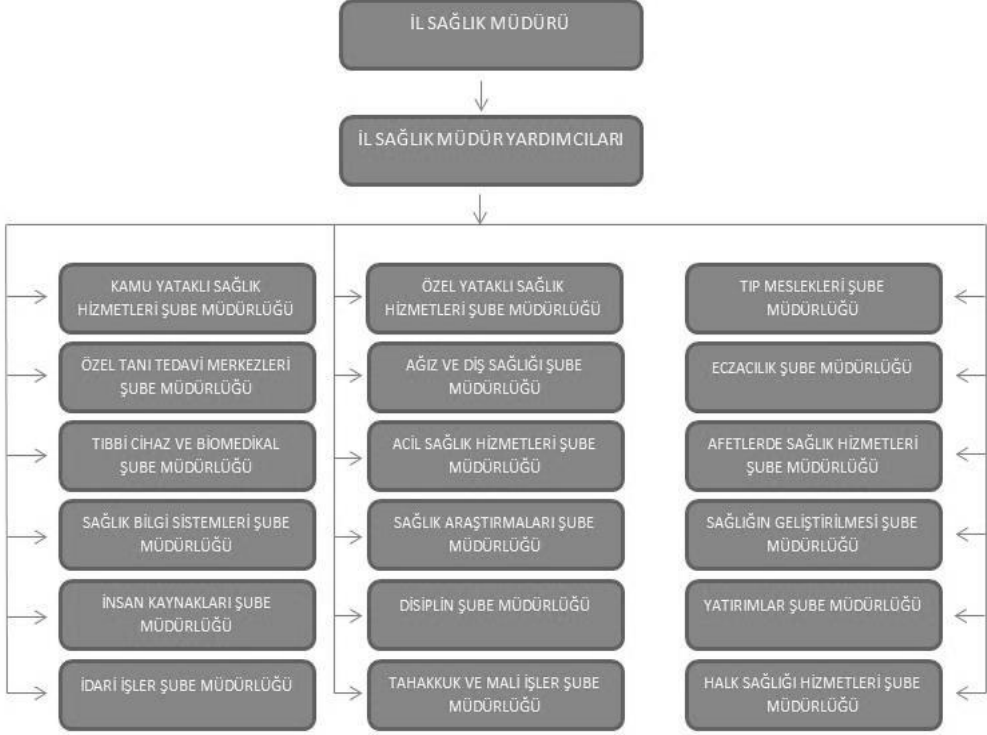 İL SAĞLIK MÜDÜRÜ
İL SAĞLIK MÜDÜR YARDIMCILARI
KAMU YATAKLI SAĞLIK
HİZMETLERİ ŞUBE MÜDÜRLÜĞÜ
ÖZEL YATAKLI SAĞLIK
HİZMETLERİ ŞUBE MÜDÜRLÜĞÜ
TIP MESLEKLERİ ŞUBE
MÜDÜRLÜĞÜ
ÖZEL TANI TEDAVİ MERKEZLERİ
ŞUBE MÜDÜRLÜĞÜ
AĞIZ VE DİŞ SAĞLIĞI ŞUBE
MÜDÜRLÜĞÜ
ECZACILIK ŞUBE MÜDÜRLÜĞÜ
TIBBİ CİHAZ VE BİOMEDİKAL
ŞUBE MÜDÜRLÜĞÜ
ACİL SAĞLIK HİZMETLERİ ŞUBE
MÜDÜRLÜĞÜ
AFETLERDE SAĞLIK HİZMETLERİ
ŞUBE MÜDÜRLÜĞÜ
SAĞLIK BİLGİ SİSTEMLERİ ŞUBE
MÜDÜRLÜĞÜ
SAĞLIK ARAŞTIRMALARI ŞUBE
MÜDÜRLÜĞÜ
SAĞLIĞIN GELİŞTİRİLMESİ ŞUBE
MÜDÜRLÜĞÜ
İNSAN KAYNAKLARI ŞUBE
MÜDÜRLÜĞÜ
DİSİPLİN ŞUBE MÜDÜRLÜĞÜ
YATIRIMLAR ŞUBE MÜDÜRLÜĞÜ
İDARİ İŞLER ŞUBE MÜDÜRLÜĞÜ
TAHAKKUK VE MALİ İŞLER ŞUBE
MÜDÜRLÜĞÜ
HALK SAĞLIĞI HİZMETLERİ ŞUBE
MÜDÜRLÜĞÜ